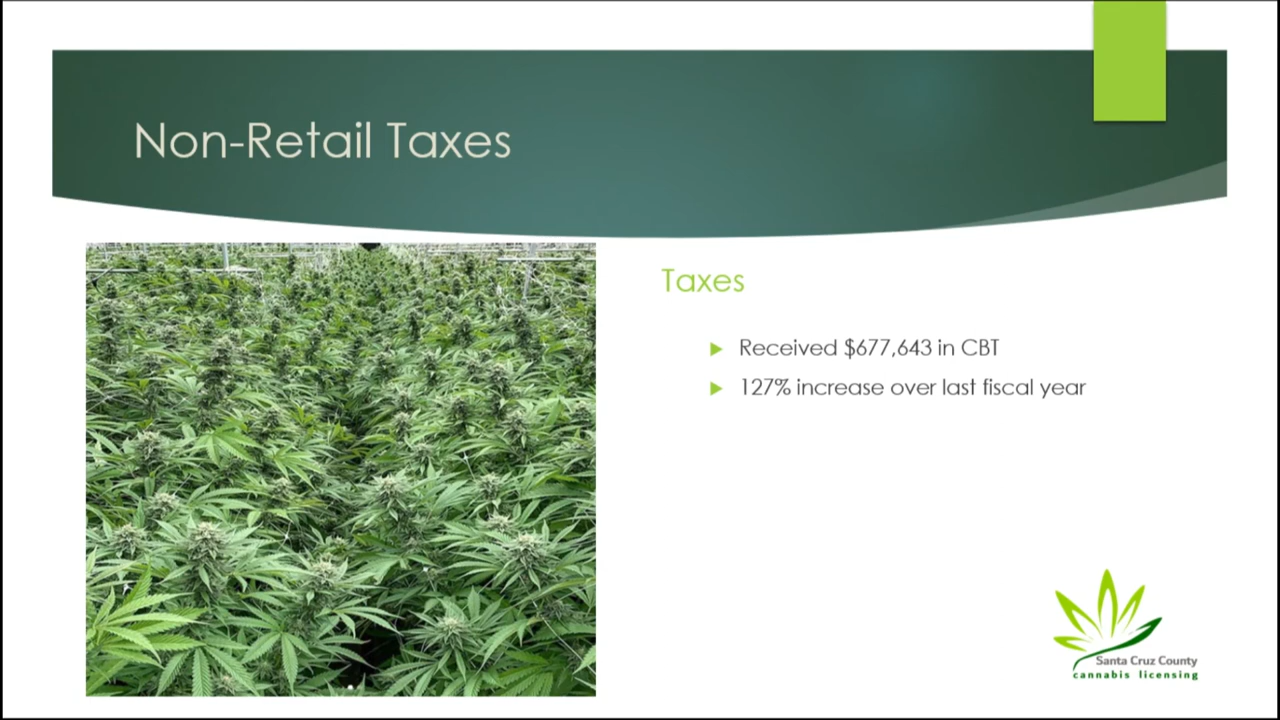 Non-Retail Taxes
Taxes
Received $677,643 in CBT
127% increase over last fiscal year
Santa Cruz County
cannabis licensing